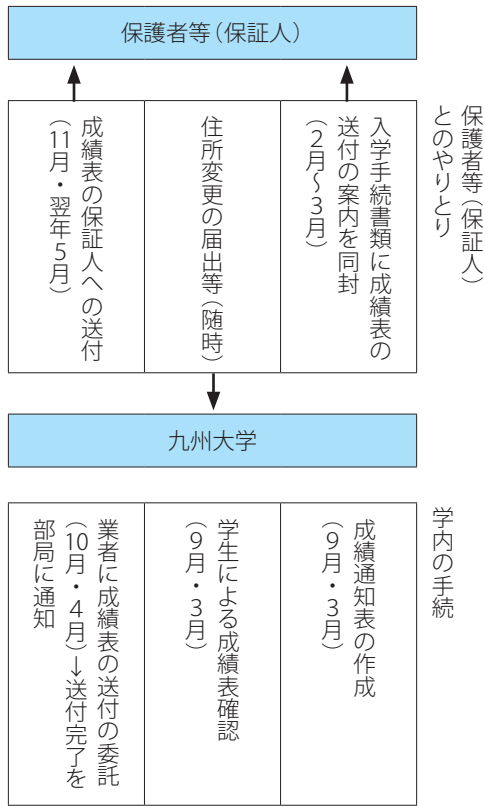 保護者等（保証人）
保護者等（保証人）
とのやりとり
入学手続書類に成績表の
送付の案内を同封
（2月～3月）
住所変更の届出等（随時）
成績表の保証人への送付
（11月・翌年5月）
九州大学
学内の手続
成績通知表の作成
（9月・3月）
学生による成績表確認
（9月・3月）
業者に成績表の送付の委託
（10月・4月）→送付完了を
部局に通知